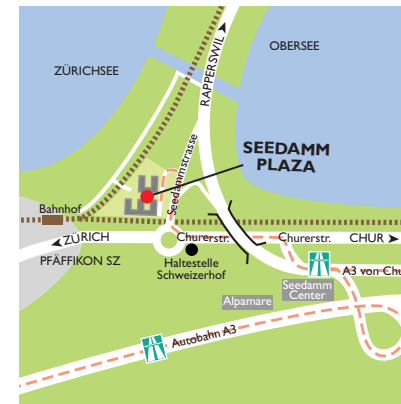 ZÜRICHSEE
OBERSEE
RAPPERSWIL
SEEDAMM
PLAZA
Seedammstrasse
Bahnhof
ZÜRICH
Churerstr.
Churerstr.
CHUR
PFÄFFIKON SZ
Haltestelle
Schweizerhof
A3 von Chu
Seedamm
Center
Alpamare
Autobahn A3